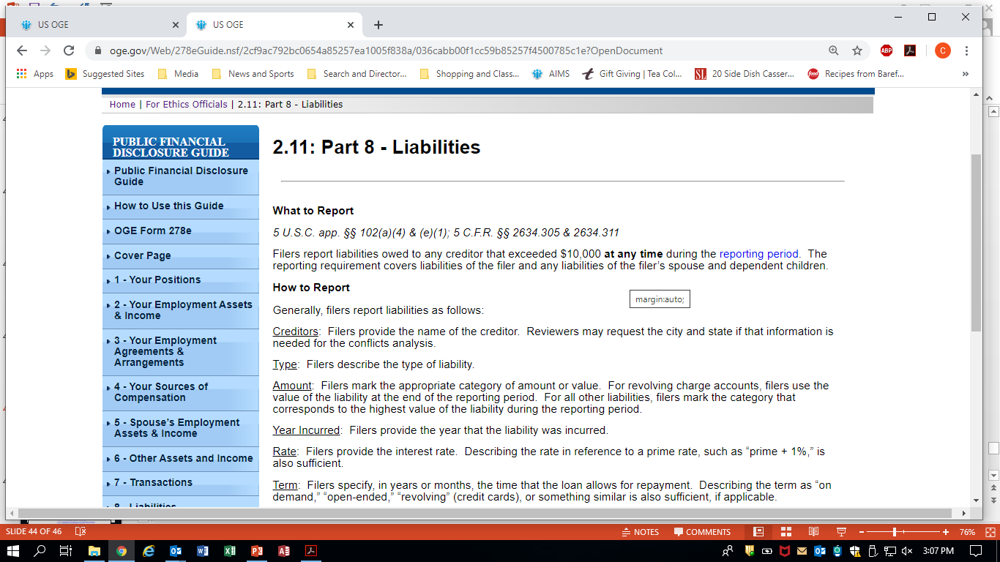 US OGE
US OGE
oge.gov/Web/278eGuide.nsf/2cf9ac792bc0654a85257ea1005f838a/036cabb00f1cc59b85257f4500785c1e?OpenDocument
ABP
C
Apps
Suggested Sites
Media
News and Sports
Search and Director...
Shopping and Class...
AIMS
Gift Giving | Tea Col...
SL
20 Side Dish Casser...
food
Recipes from Baref...
»
Home | For Ethics Officials | 2.11: Part 8 - Liabilities
PUBLIC FINANCIAL
DISCLOSURE GUIDE
Public Financial Disclosure
Guide
How to Use this Guide
OGE Form 278e
Cover Page
1 - Your Positions
2 - Your Employment Assets
& Income
3 - Your Employment
Agreements &
Arrangements
4 - Your Sources of
Compensation
5 - Spouse's Employment
Assets & Income
6 - Other Assets and Income
7 - Transactions
8 - Liabilities
2.11: Part 8 - Liabilities
What to Report
5 U.S.C. app. §§ 102(a)(4) & (e)(1); 5 C.F.R. §§ 2634.305 & 2634.311
Filers report liabilities owed to any creditor that exceeded $10,000 at any time during the reporting period. The
reporting requirement covers liabilities of the filer and any liabilities of the filer's spouse and dependent children.
How to Report
margin:auto;
Generally, filers report liabilities as follows:
Creditors: Filers provide the name of the creditor. Reviewers may request the city and state if that information is
needed for the conflicts analysis.
Type: Filers describe the type of liability.
Amount: Filers mark the appropriate category of amount or value. For revolving charge accounts, filers use the
value of the liability at the end of the reporting period. For all other liabilities, filers mark the category that
corresponds to the highest value of the liability during the reporting period.
Year Incurred: Filers provide the year that the liability was incurred.
Rate: Filers provide the interest rate. Describing the rate in reference to a prime rate, such as “prime + 1%,” is
also sufficient.
Term: Filers specify, in years or months, the time that the loan allows for repayment. Describing the term as “on
demand,” “open-ended,” “revolving” (credit cards), or something similar is also sufficient, if applicable.
SLIDE 44 OF 46
NOTES
COMMENTS
76%
3:07 PM